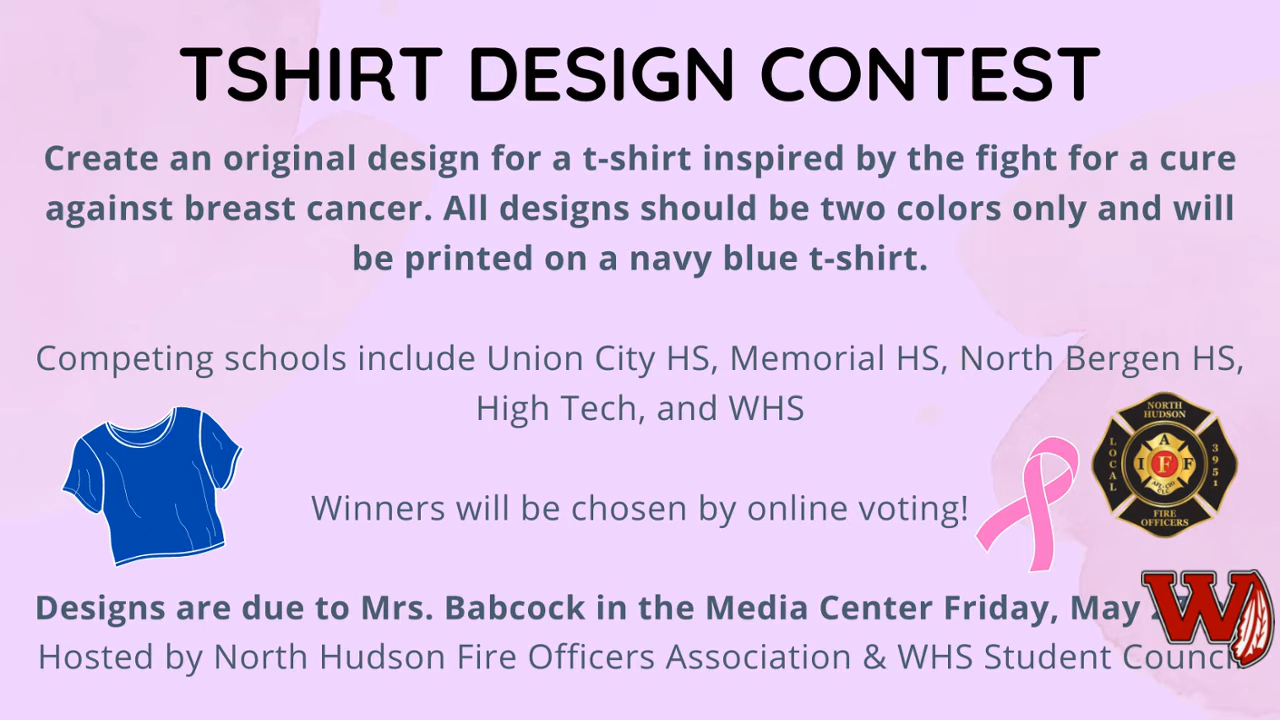 TSHIRT DESIGN CONTEST
Create an original design for a t-shirt inspired by the fight for a cure
against breast cancer. All designs should be two colors only and will
be printed on a navy blue t-shirt.
Competing schools include Union City HS, Memorial HS, North Bergen HS,
High Tech, and WHS
Winners will be chosen by online voting!
NORTH
HUDSON
LOCAL
3951
I A F F
AFL-CIO
CLC
FIRE
OFFICERS
Designs are due to Mrs. Babcock in the Media Center Friday, May
W
Hosted by North Hudson Fire Officers Association & WHS Student Council